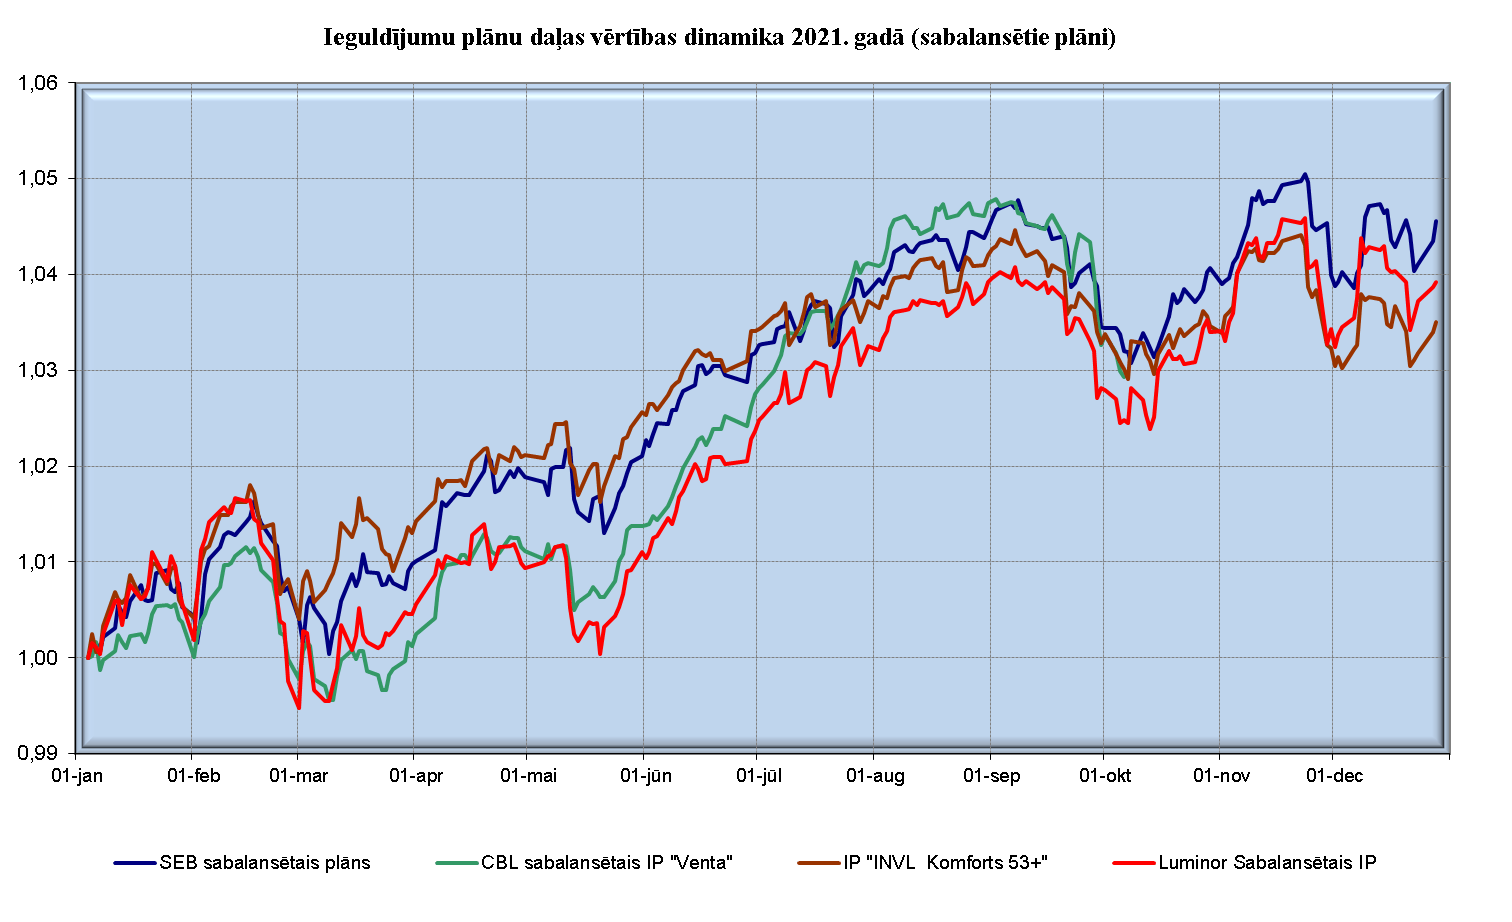 Ieguldījumu plānu daļas vērtības dinamika 2021. gadā (sabalansētie plāni)
1,06
1,05
1,04
1,03
1,02
1,01
1,00
0,99
01-jan 01-feb 01-mar 01-apr 01-mai 01-jūn 01-jūl 01-aug 01-sep 01-okt 01-nov 01-dec
SEB sabalansētais plāns CBL sabalansētais IP "Venta" IP "INVL  Komforts 53+" Luminor Sabalansētais IP